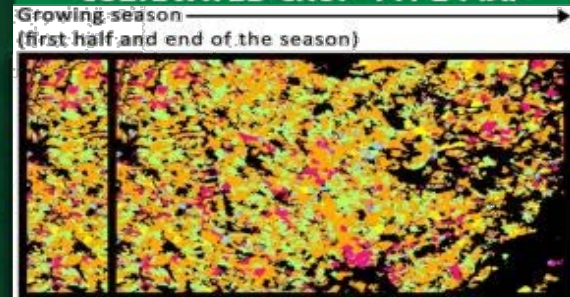 Growing season
(first half and end of the season)